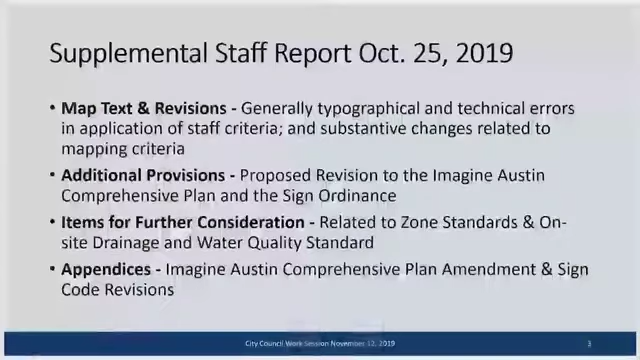 Supplemental Staff Report Oct. 25, 2019
• Map Text & Revisions - Generally typographical and technical errors
in application of staff criteria; and substantive changes related to
mapping criteria
• Additional Provisions - Proposed Revision to the Imagine Austin
Comprehensive Plan and the Sign Ordinance
• Items for Further Consideration - Related to Zone Standards & On-
site Drainage and Water Quality Standard
• Appendices - Imagine Austin Comprehensive Plan Amendment & Sign
Code Revisions
City Council Work Session November 12, 2019
3